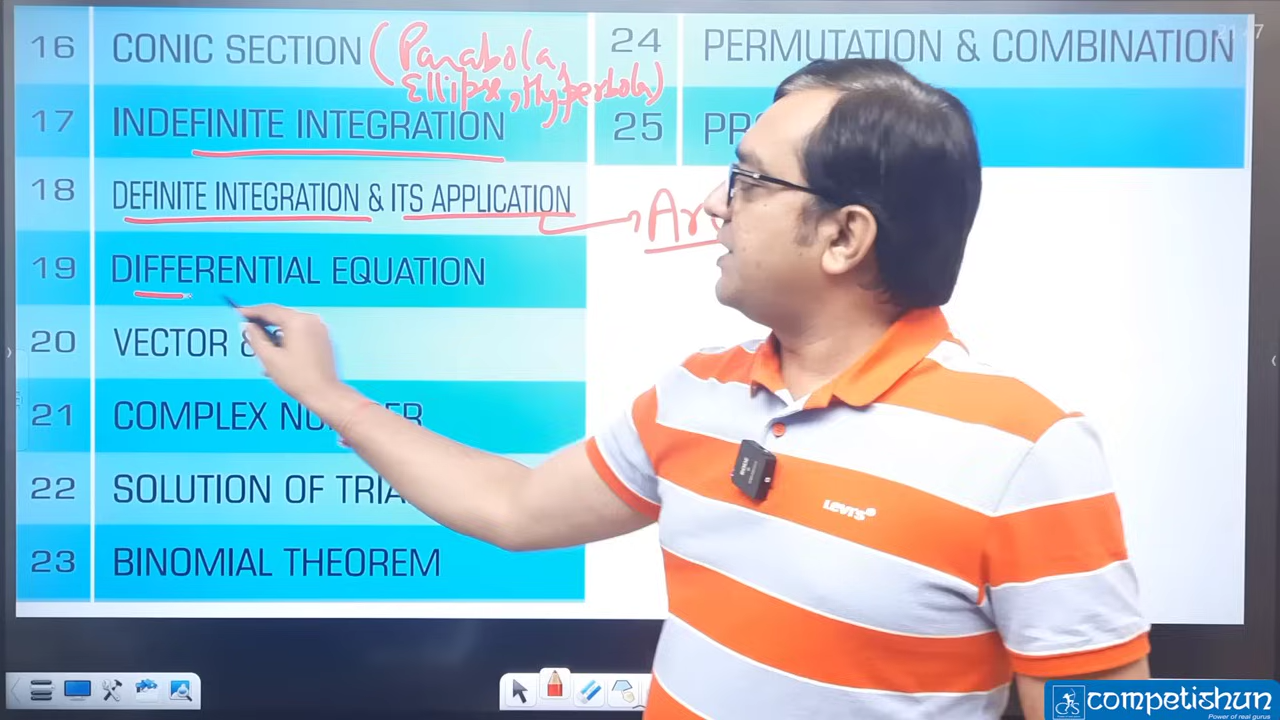 16 CONIC SECTION (Parabola,
Ellipse, Hyperbola)
17 INDEFINITE INTEGRATION
18 DEFINITE INTEGRATION & ITS APPLICATION
19 DIFFERENTIAL EQUATION
20 VECTOR &
21 COMPLEX
22 SOLUTION OF
23 BINOMIAL THEOREM
24 PERMUTATION & COMBINATION
25
LEVI'S
competishun
Power of real gurus